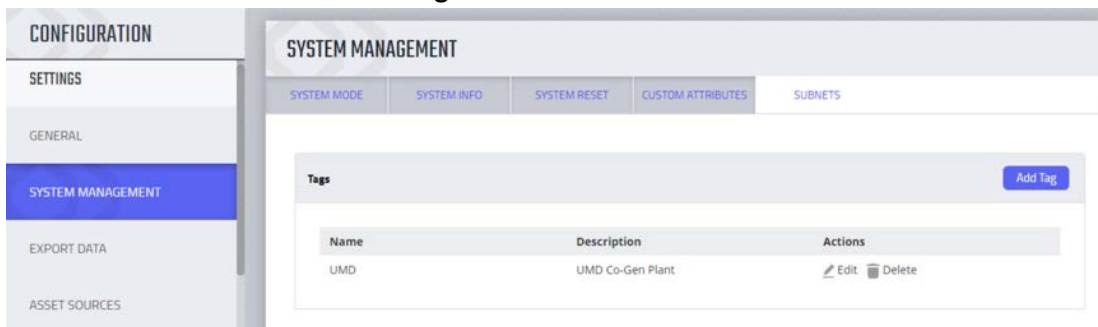 CONFIGURATION
SETTINGS
GENERAL
SYSTEM MANAGEMENT
EXPORT DATA
ASSET SOURCES
SYSTEM MANAGEMENT
SYSTEM MODE SYSTEM INFO SYSTEM RESET CUSTOM ATTRIBUTES SUBNETS
Tags Add Tag
Name Description Actions
UMD UMD Co-Gen Plant Edit Delete